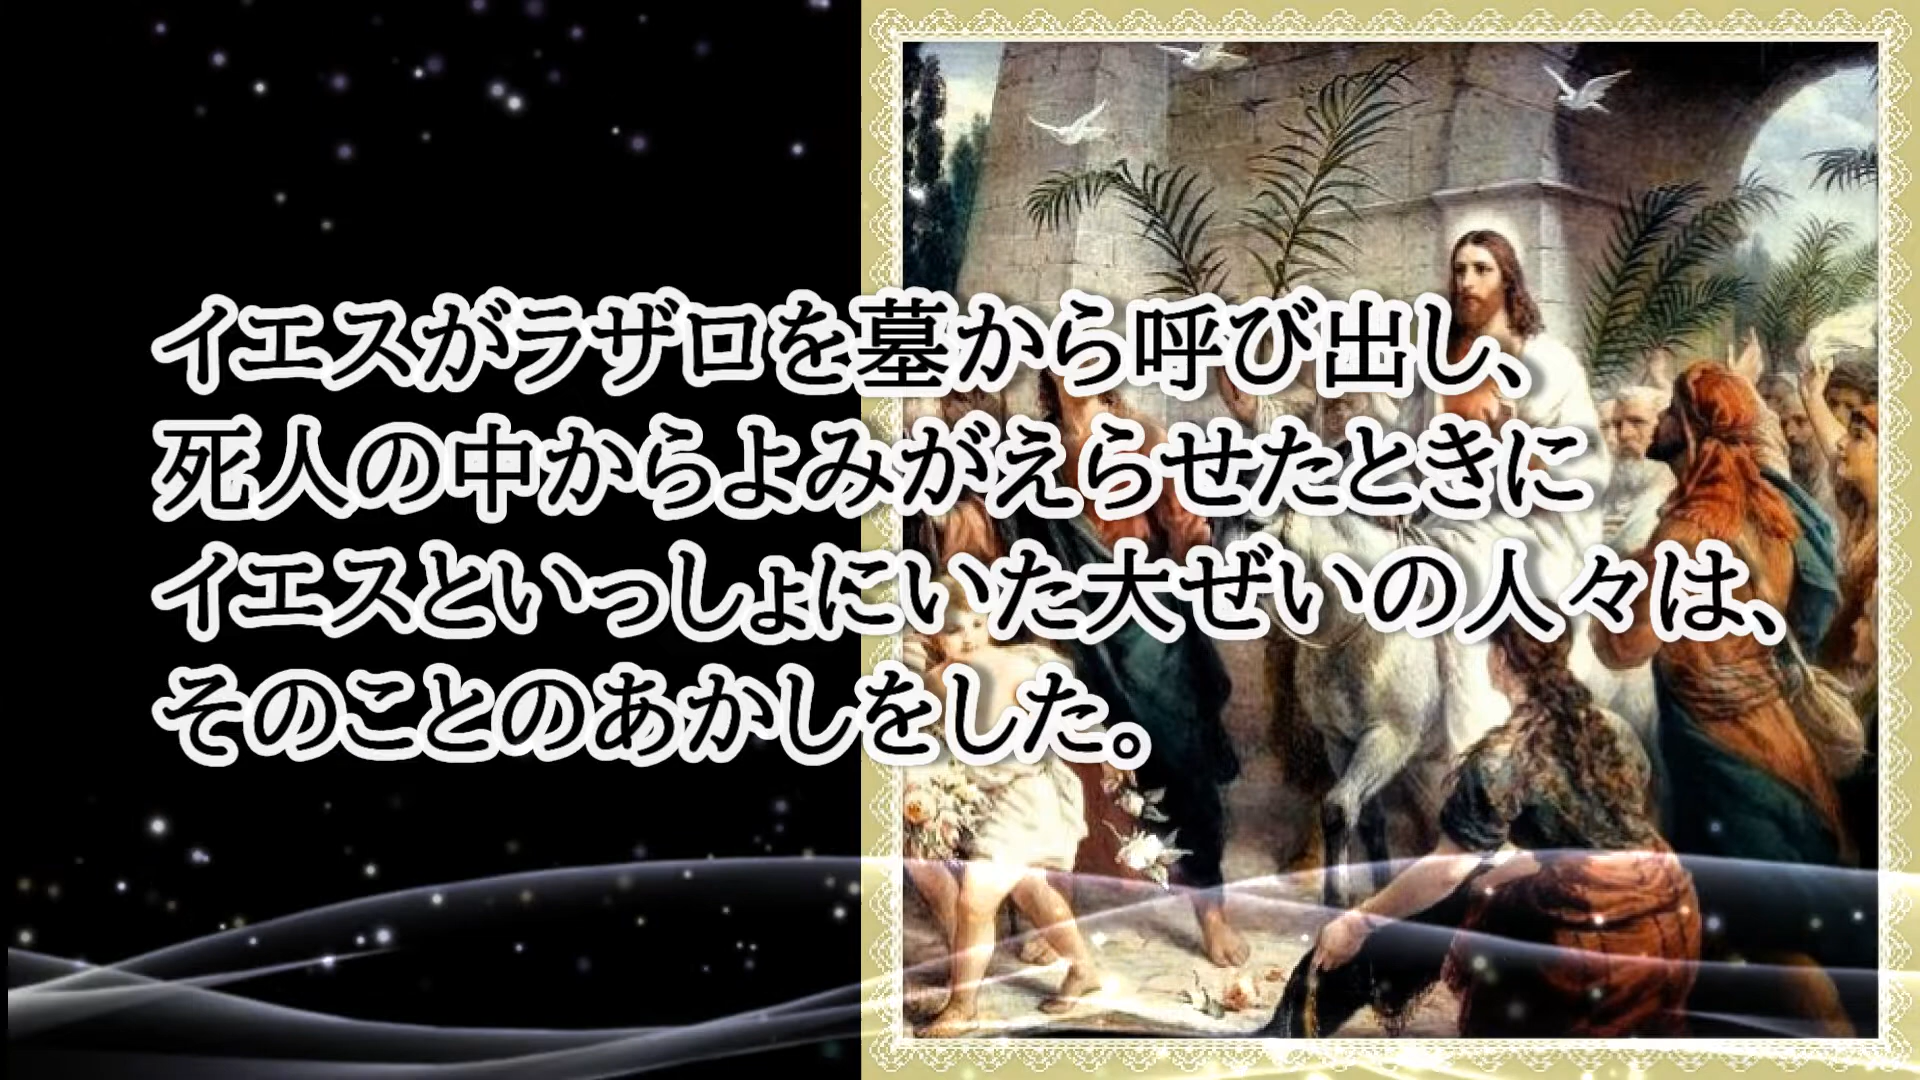 イエスがラザロを墓から呼び出し、
死人の中からよみがえらせたときに
イエスといっしょにいた大ぜいの人々は、
そのことのあかしをした。